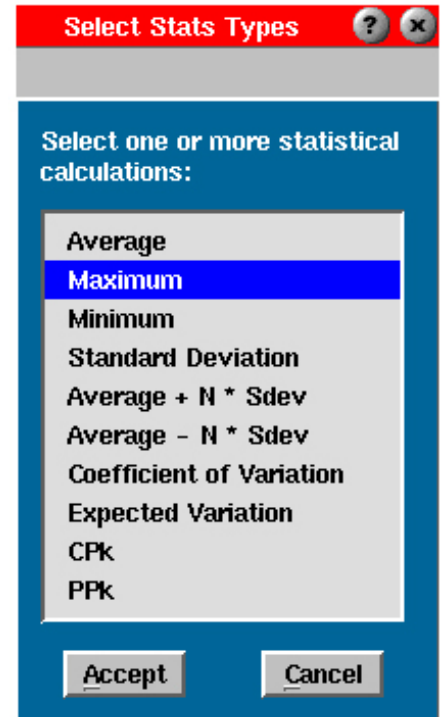 Select Stats Types ? x
Select one or more statistical
calculations:
Average
Maximum
Minimum
Standard Deviation
Average + N * Sdev
Average - N * Sdev
Coefficient of Variation
Expected Variation
CPk
PPk
Accept Cancel